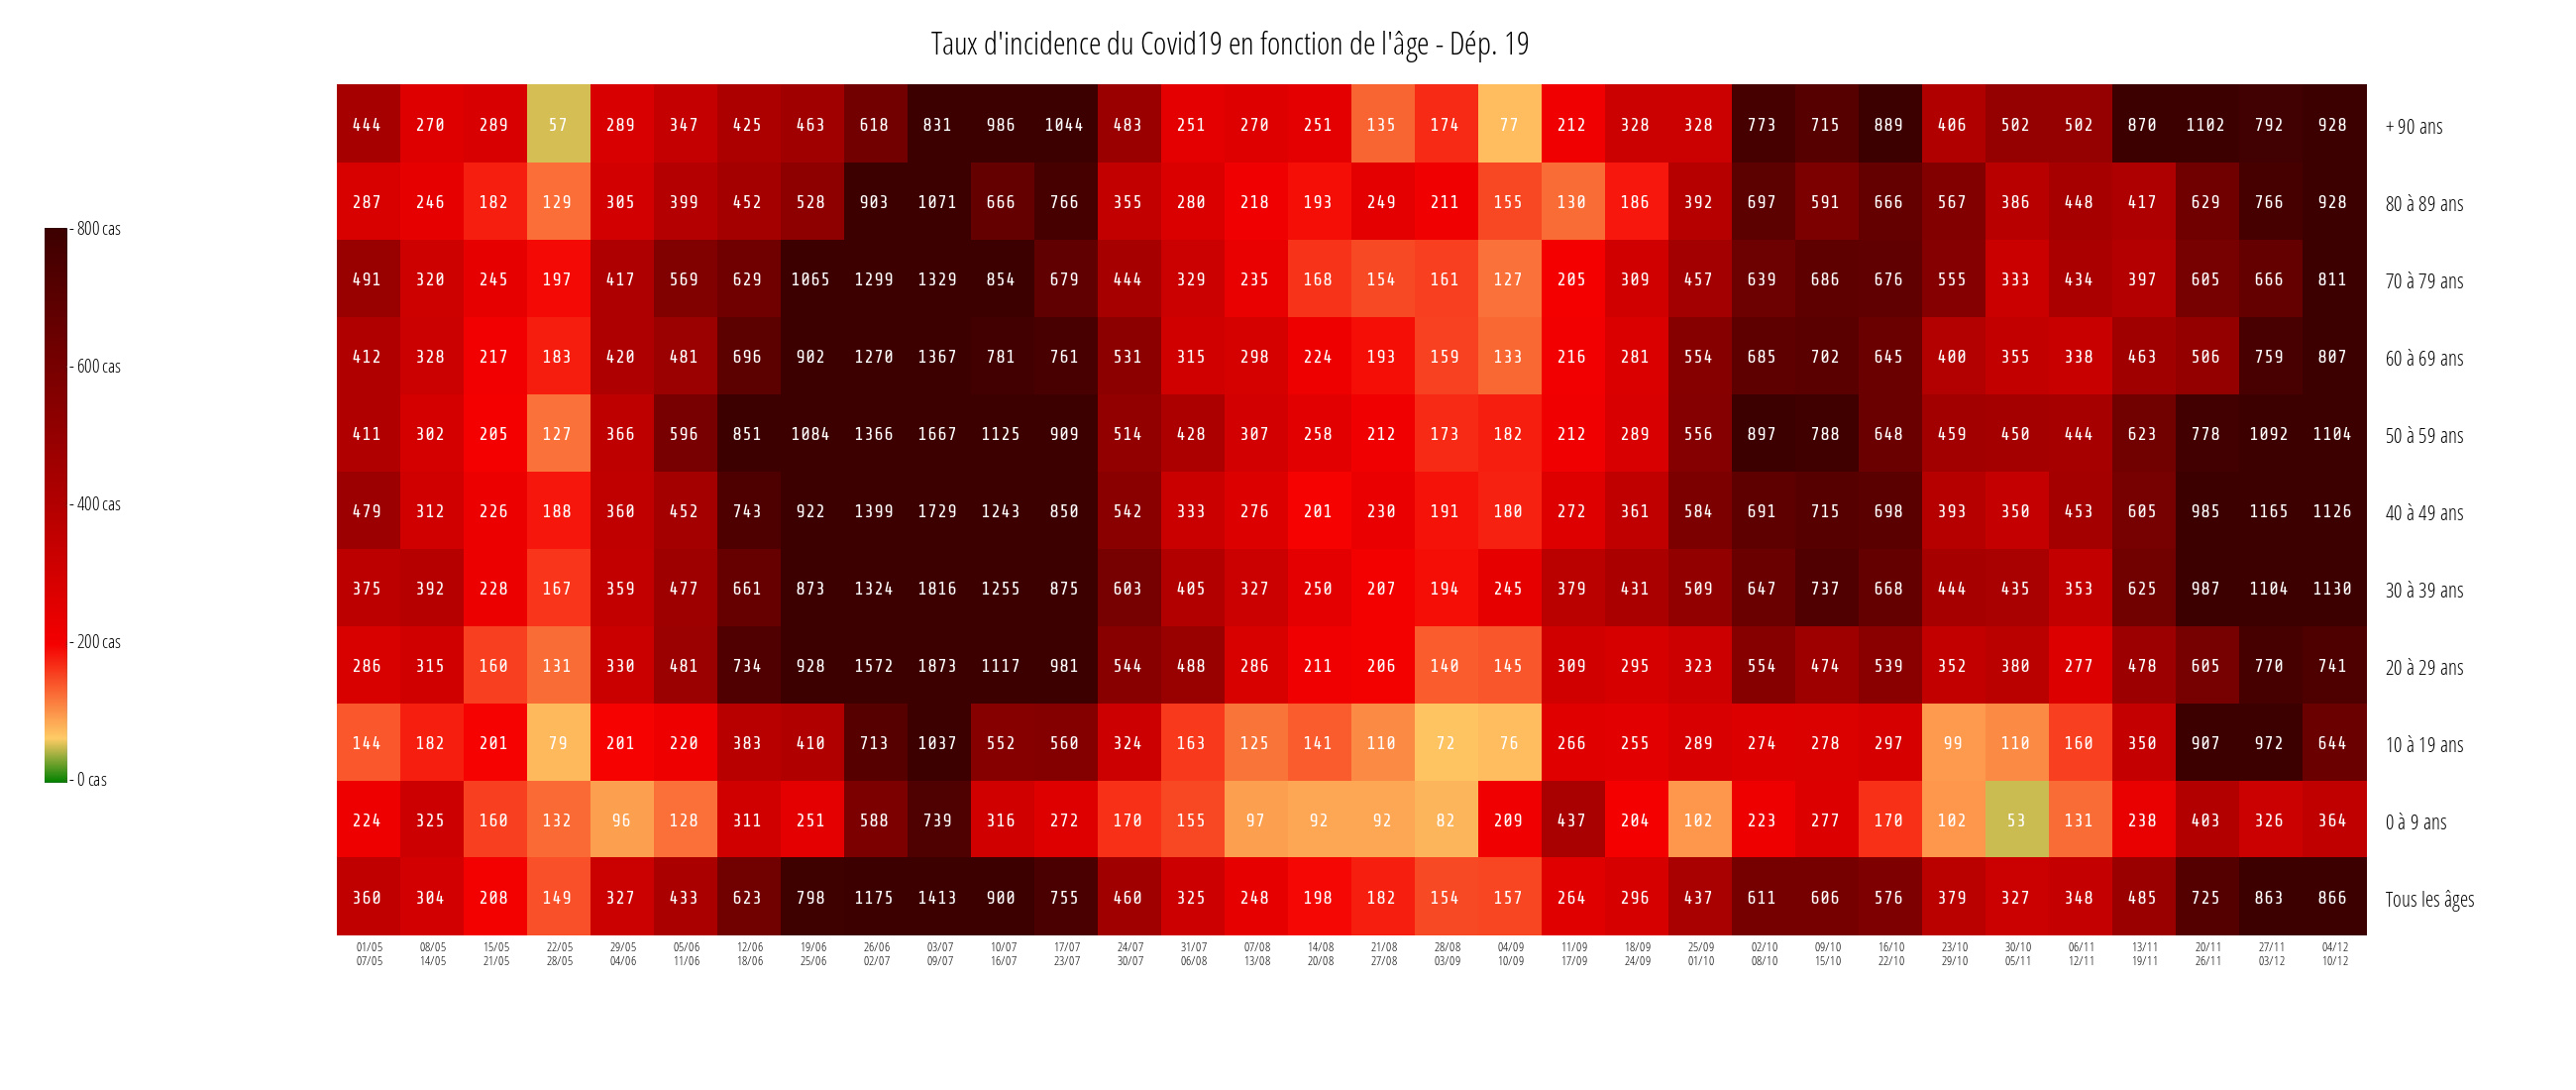 Taux d'incidence du Covid19 en fonction de l'âge - Dép. 19
444 270 289 57 289 347 425 463 618 831 986 1044 483 251 270 251 135 174 77 212 328 328 773 715 889 406 502 502 870 1102 792 928 + 90 ans
287 246 182 129 305 399 452 528 903 1071 666 766 355 280 218 193 249 211 155 130 186 392 697 591 666 567 386 448 417 629 766 928 80 à 89 ans
491 320 245 197 417 569 629 1065 1299 1329 854 679 444 329 235 168 154 161 127 205 309 457 639 686 676 555 333 434 397 605 666 811 70 à 79 ans
412 328 217 183 420 481 696 902 1270 1367 781 761 531 315 298 224 193 159 133 216 281 554 685 702 645 400 355 338 463 506 759 807 60 à 69 ans
411 302 205 127 366 596 851 1084 1366 1667 1125 909 514 428 307 258 212 173 182 212 289 556 897 788 648 459 450 444 623 778 1092 1104 50 à 59 ans
479 312 226 188 360 452 743 922 1399 1729 1243 850 542 333 276 201 230 191 180 272 361 584 691 715 698 393 350 453 605 985 1165 1126 40 à 49 ans
375 392 228 167 359 477 661 873 1324 1816 1255 875 603 405 327 250 207 194 245 379 431 509 647 737 668 444 435 353 625 987 1104 1130 30 à 39 ans
286 315 160 131 330 481 734 928 1572 1873 1117 981 544 488 286 211 206 140 145 309 295 323 554 474 539 352 380 277 478 605 770 741 20 à 29 ans
144 182 201 79 201 220 383 410 713 1037 552 560 324 163 125 141 110 72 76 266 255 289 274 278 297 99 110 160 350 907 972 644 10 à 19 ans
224 325 160 132 96 128 311 251 588 739 316 272 170 155 97 92 92 82 209 437 204 102 223 277 170 102 53 131 238 403 326 364 0 à 9 ans
360 304 208 149 327 433 623 798 1175 1413 900 755 460 325 248 198 182 154 157 264 296 437 611 606 576 379 327 348 485 725 863 866 Tous les âges
01/05 08/05 15/05 22/05 29/05 05/06 12/06 19/06 26/06 03/07 10/07 17/07 24/07 31/07 07/08 14/08 21/08 28/08 04/09 11/09 18/09 25/09 02/10 09/10 16/10 23/10 30/10 06/11 13/11 20/11 27/11 04/12
07/05 14/05 21/05 28/05 04/06 11/06 18/06 25/06 02/07 09/07 16/07 23/07 30/07 06/08 13/08 20/08 27/08 03/09 10/09 17/09 24/09 01/10 08/10 15/10 22/10 29/10 05/11 12/11 19/11 26/11 03/12 10/12
- 800 cas
- 600 cas
- 400 cas
- 200 cas
- 0 cas